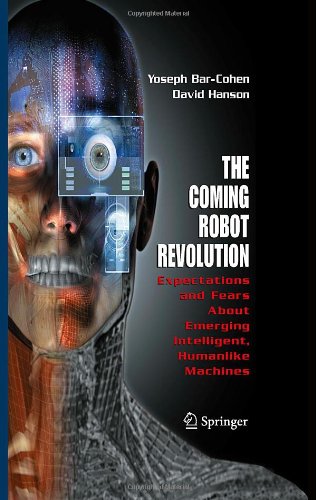 Yoseph Bar-Cohen
David Hanson
THE
COMING
ROBOT
REVOLUTION
Expectations
and Fears
About
Emerging
Intelligent,
Humanlike
Machines
Springer